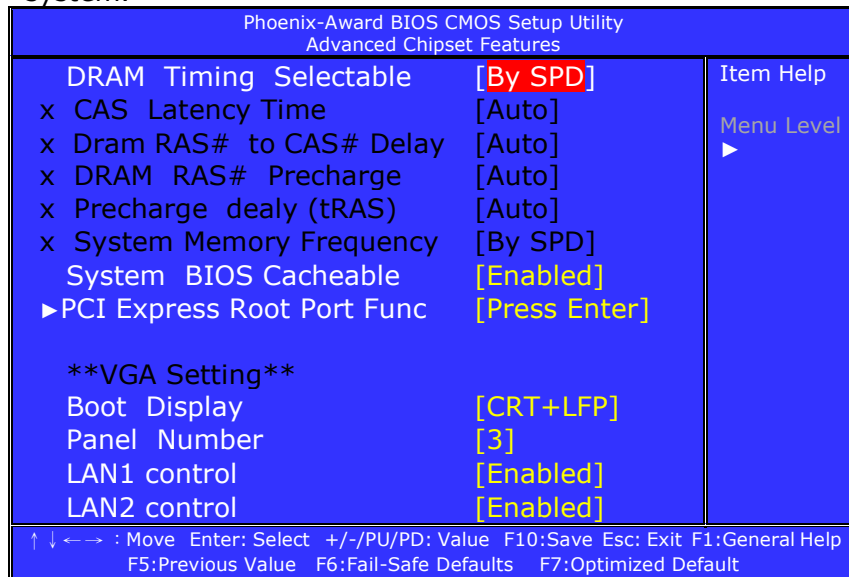 System.
Phoenix-Award BIOS CMOS Setup Utility
Advanced Chipset Features
DRAM Timing Selectable [By SPD]
x CAS Latency Time [Auto]
x Dram RAS# to CAS# Delay [Auto]
x DRAM RAS# Precharge [Auto]
x Precharge dealy (tRAS) [Auto]
x System Memory Frequency [By SPD]
System BIOS Cacheable [Enabled]
►PCI Express Root Port Func [Press Enter]
**VGA Setting**
Boot Display [CRT+LFP]
Panel Number [3]
LAN1 control [Enabled]
LAN2 control [Enabled]
Item Help
Menu Level
►
↑↓←→ : Move Enter: Select +/-/PU/PD: Value F10:Save Esc: Exit F1:General Help
F5:Previous Value F6:Fail-Safe Defaults F7:Optimized Default